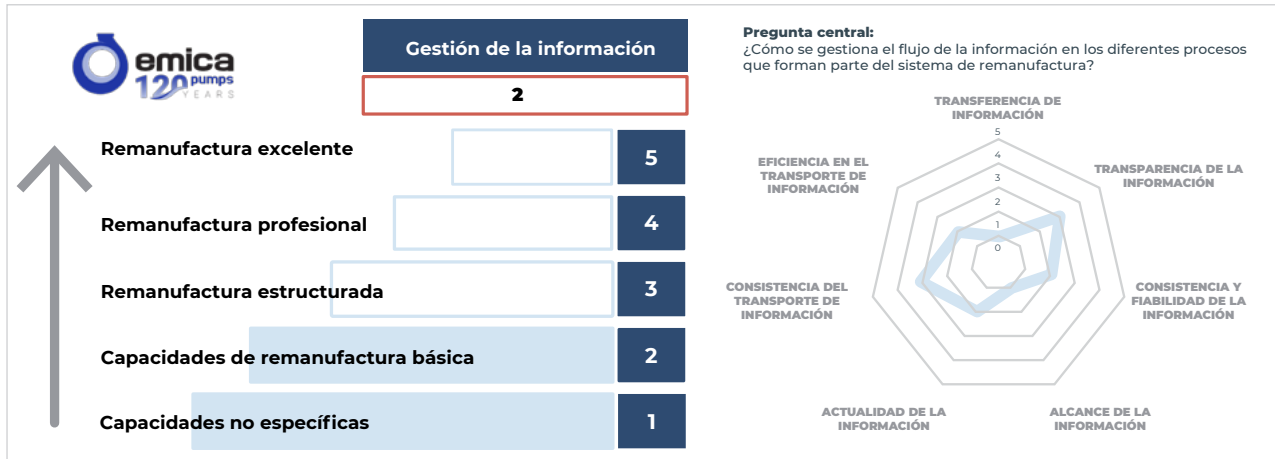 emica
pumps
120
YEARS
Gestión de la información
2
Remanufactura excelente
5
Remanufactura profesional
4
Remanufactura estructurada
3
Capacidades de remanufactura básica
2
Capacidades no específicas
1
Pregunta central:
¿Cómo se gestiona el flujo de la información en los diferentes procesos
que forman parte del sistema de remanufactura?
TRANSFERENCIA DE
INFORMACIÓN
5
4
3
2
1
0
EFICIENCIA EN EL
TRANSPORTE DE
INFORMACIÓN
TRANSPARENCIA DE LA
INFORMACIÓN
CONSISTENCIA DEL
TRANSPORTE DE
INFORMACIÓN
CONSISTENCIA Y
FIABILIDAD DE LA
INFORMACIÓN
ACTUALIDAD DE LA
INFORMACIÓN
ALCANCE DE LA
INFORMACIÓN